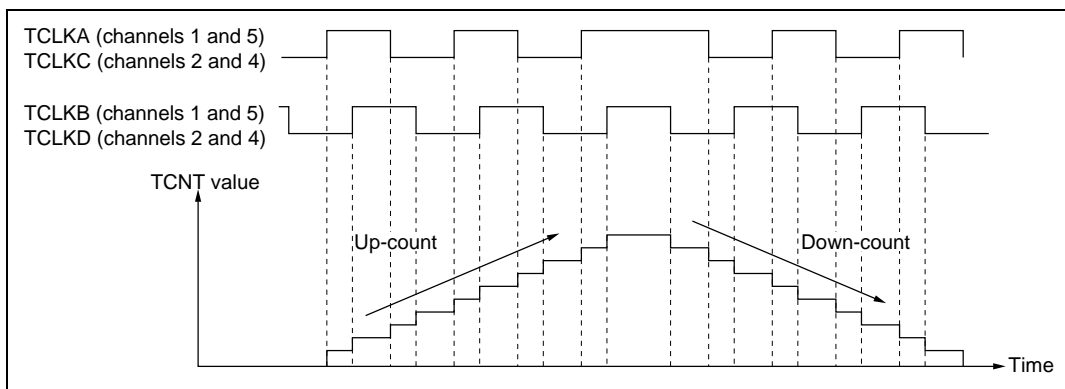 TCLKA (channels 1 and 5)
TCLKC (channels 2 and 4)
TCLKB (channels 1 and 5)
TCLKD (channels 2 and 4)
TCNT value
Up-count
Down-count
Time